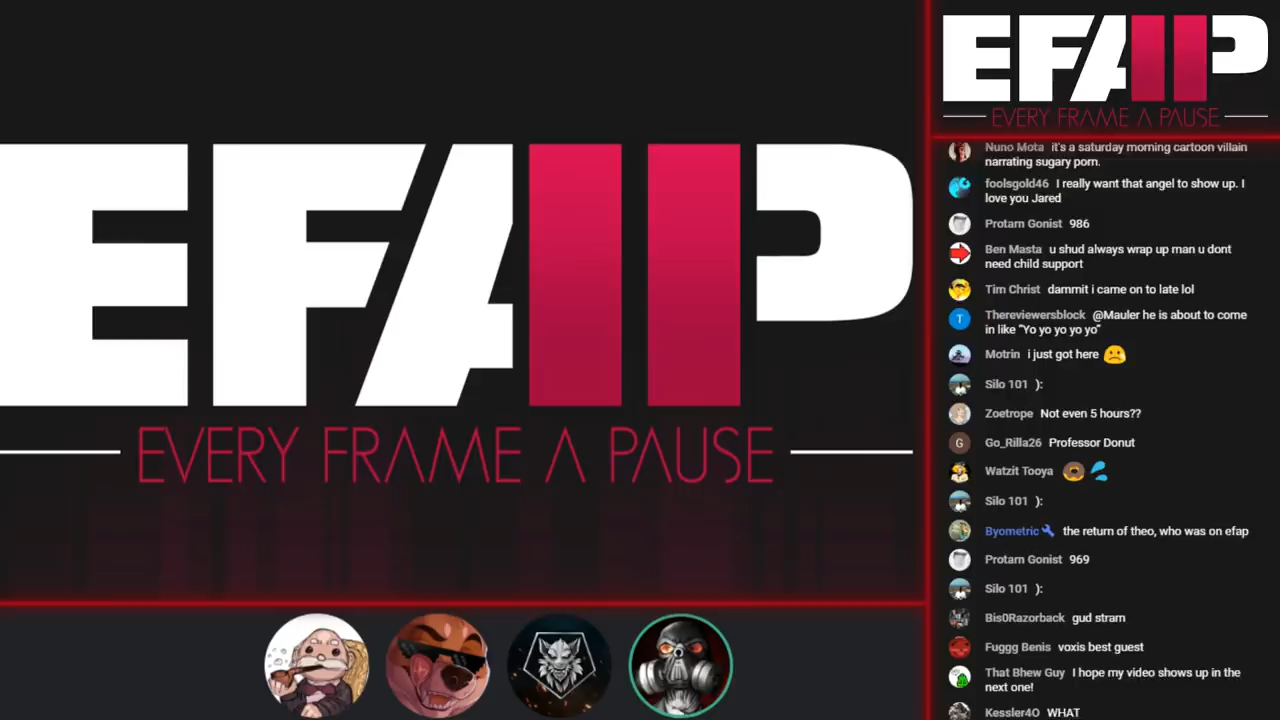 EFAP
EVERY FRAME A PAUSE
EFAP
EVERY FRAME A PAUSE
Nuno Mota it's a saturday morning cartoon villain
narrating sugary porn.
foolsgold46 I really want that angel to show up. I
love you Jared
Protarn Gonist 986
Ben Masta u shud always wrap up man u dont
need child support
Tim Christ dammit i came on to late lol
T
Thereviewersblock @Mauler he is about to come
in like "Yo yo yo yo yo"
Motrin i just got here
Silo 101 ):
Zoetrope Not even 5 hours??
G
Go_Rilla26 Professor Donut
Watzit Tooya
Silo 101 ):
Byometric the return of theo, who was on efap
Protarn Gonist 969
Silo 101 ):
Bis0Razorback gud stram
Fuggg Benis voxis best guest
That Bhew Guy I hope my video shows up in the
next one!
Kessler4O WHAT